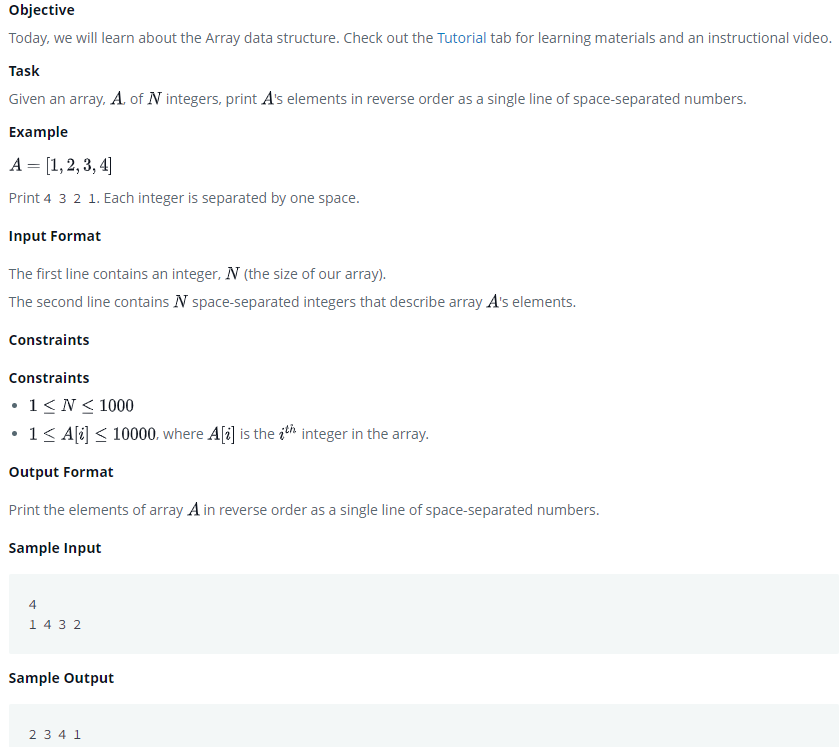 Objective
Today, we will learn about the Array data structure. Check out the Tutorial tab for learning materials and an instructional video.
Task
Given an array, A, of N integers, print A's elements in reverse order as a single line of space-separated numbers.
Example
A = [1, 2, 3, 4]
Print 4 3 2 1. Each integer is separated by one space.
Input Format
The first line contains an integer, N (the size of our array).
The second line contains N space-separated integers that describe array A's elements.
Constraints
Constraints
• 1 ≤ N ≤ 1000
• 1 ≤ A[i] ≤ 10000, where A[i] is the iᵗʰ integer in the array.
Output Format
Print the elements of array A in reverse order as a single line of space-separated numbers.
Sample Input
4
1 4 3 2
Sample Output
2 3 4 1